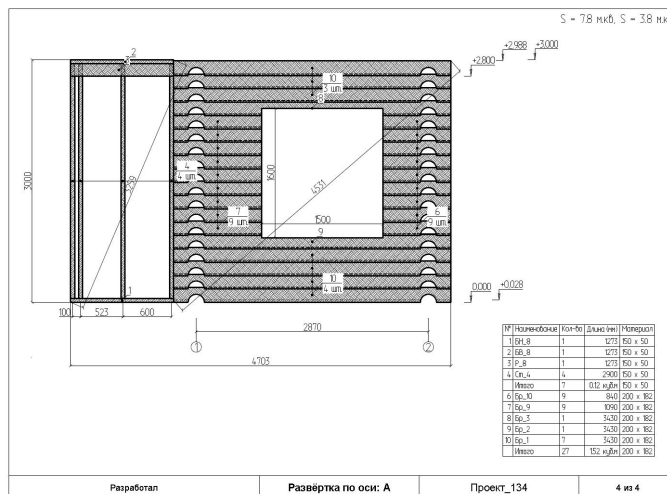 S = 7.8 м.кв, S = 3.8 м.к
+2.988 +3.000
+2.800
2
3
10
3 шт.
8
3000
1600
4531
5259
4
4 шт.
7
9 шт.
1500
6
9 шт.
9
10
4 шт.
1
0.000 +0.028
100 523 600
2870
1 2
4703
№ Наименование Кол-во Длина (мм) Материал
1 БН_8 1 1273 150 x 50
2 БВ_8 1 1273 150 x 50
3 Р_8 1 1273 150 x 50
4 Сп_4 4 2900 150 x 50
Итого 7 0.12 куб.м 150 x 50
6 Бр_10 9 840 200 x 182
7 Бр_9 9 1090 200 x 182
8 Бр_3 1 3430 200 x 182
9 Бр_2 1 3430 200 x 182
10 Бр_1 7 3430 200 x 182
Итого 27 1.52 куб.м 200 x 182
Разработал Развёртка по оси: А Проект_134 4 из 4